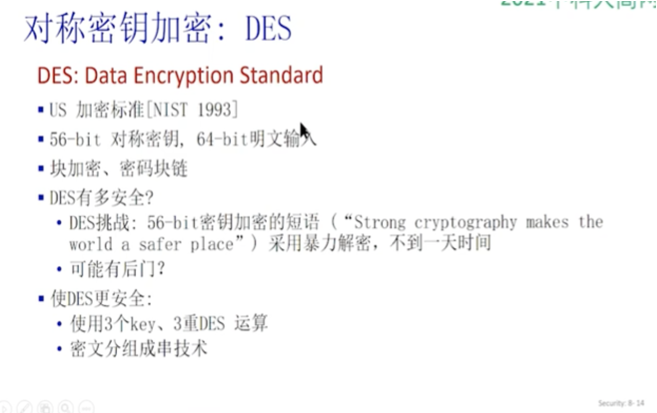 对称密钥加密: DES
DES: Data Encryption Standard
▪ US 加密标准[NIST 1993]
▪ 56-bit 对称密钥, 64-bit明文输入
▪ 块加密、密码块链
▪ DES有多安全?
• DES挑战: 56-bit密钥加密的短语（“Strong cryptography makes the
world a safer place”）采用暴力解密，不到一天时间
• 可能有后门?
▪ 使DES更安全:
• 使用3个key、3重DES 运算
• 密文分组成串技术
Security: 8- 14